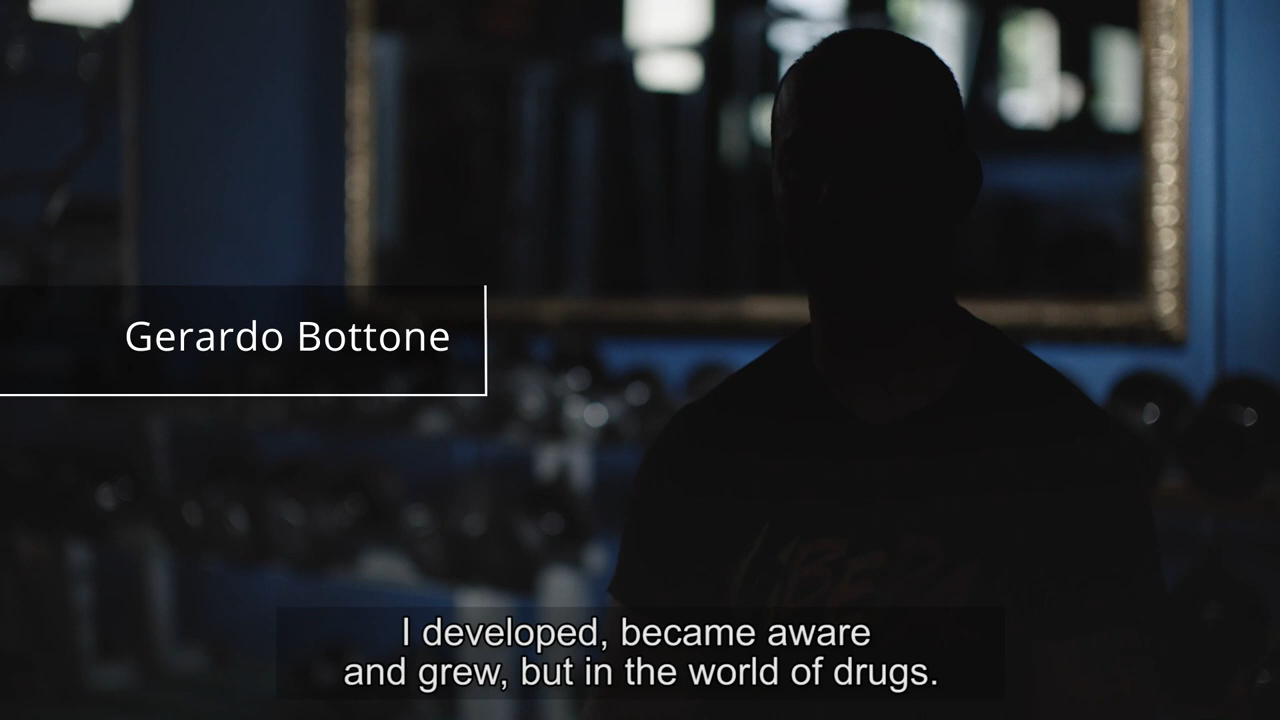 Gerardo Bottone
I developed, became aware
and grew, but in the world of drugs.